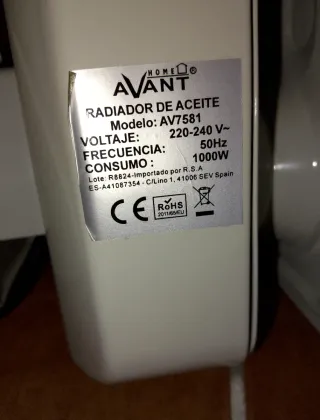 HOME
AVANT®
RADIADOR DE ACEITE
Modelo: AV7581
VOLTAJE: 220-240 V~
FRECUENCIA: 50Hz
CONSUMO : 1000W
Lote: R8824-Importado por R.S.A
ES-A41087354 - C/Lino 1, 41006 SEV Spain
CE
RoHS
2011/65/EU